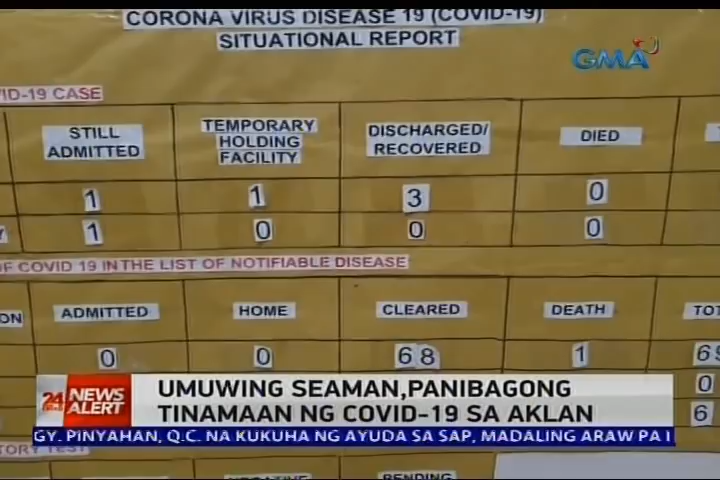 CORONA VIRUS DISEASE 19 (COVID-19)
SITUATIONAL REPORT
GMA
CASE
STILL ADMITTED
TEMPORARY HOLDING FACILITY
DISCHARGED/ RECOVERED
DIED
1 1 3 0
1 0 0 0
OF COVID 19 IN THE LIST OF NOTIFIABLE DISEASE
ADMITTED HOME CLEARED DEATH
0 0 68 1
0
6
24 NEWS ALERT
UMUWING SEAMAN,PANIBAGONG
TINAMAAN NG COVID-19 SA AKLAN
GY. PINYAHAN, Q.C. NA KUKUHA NG AYUDA SA SAP, MADALING ARAW PA